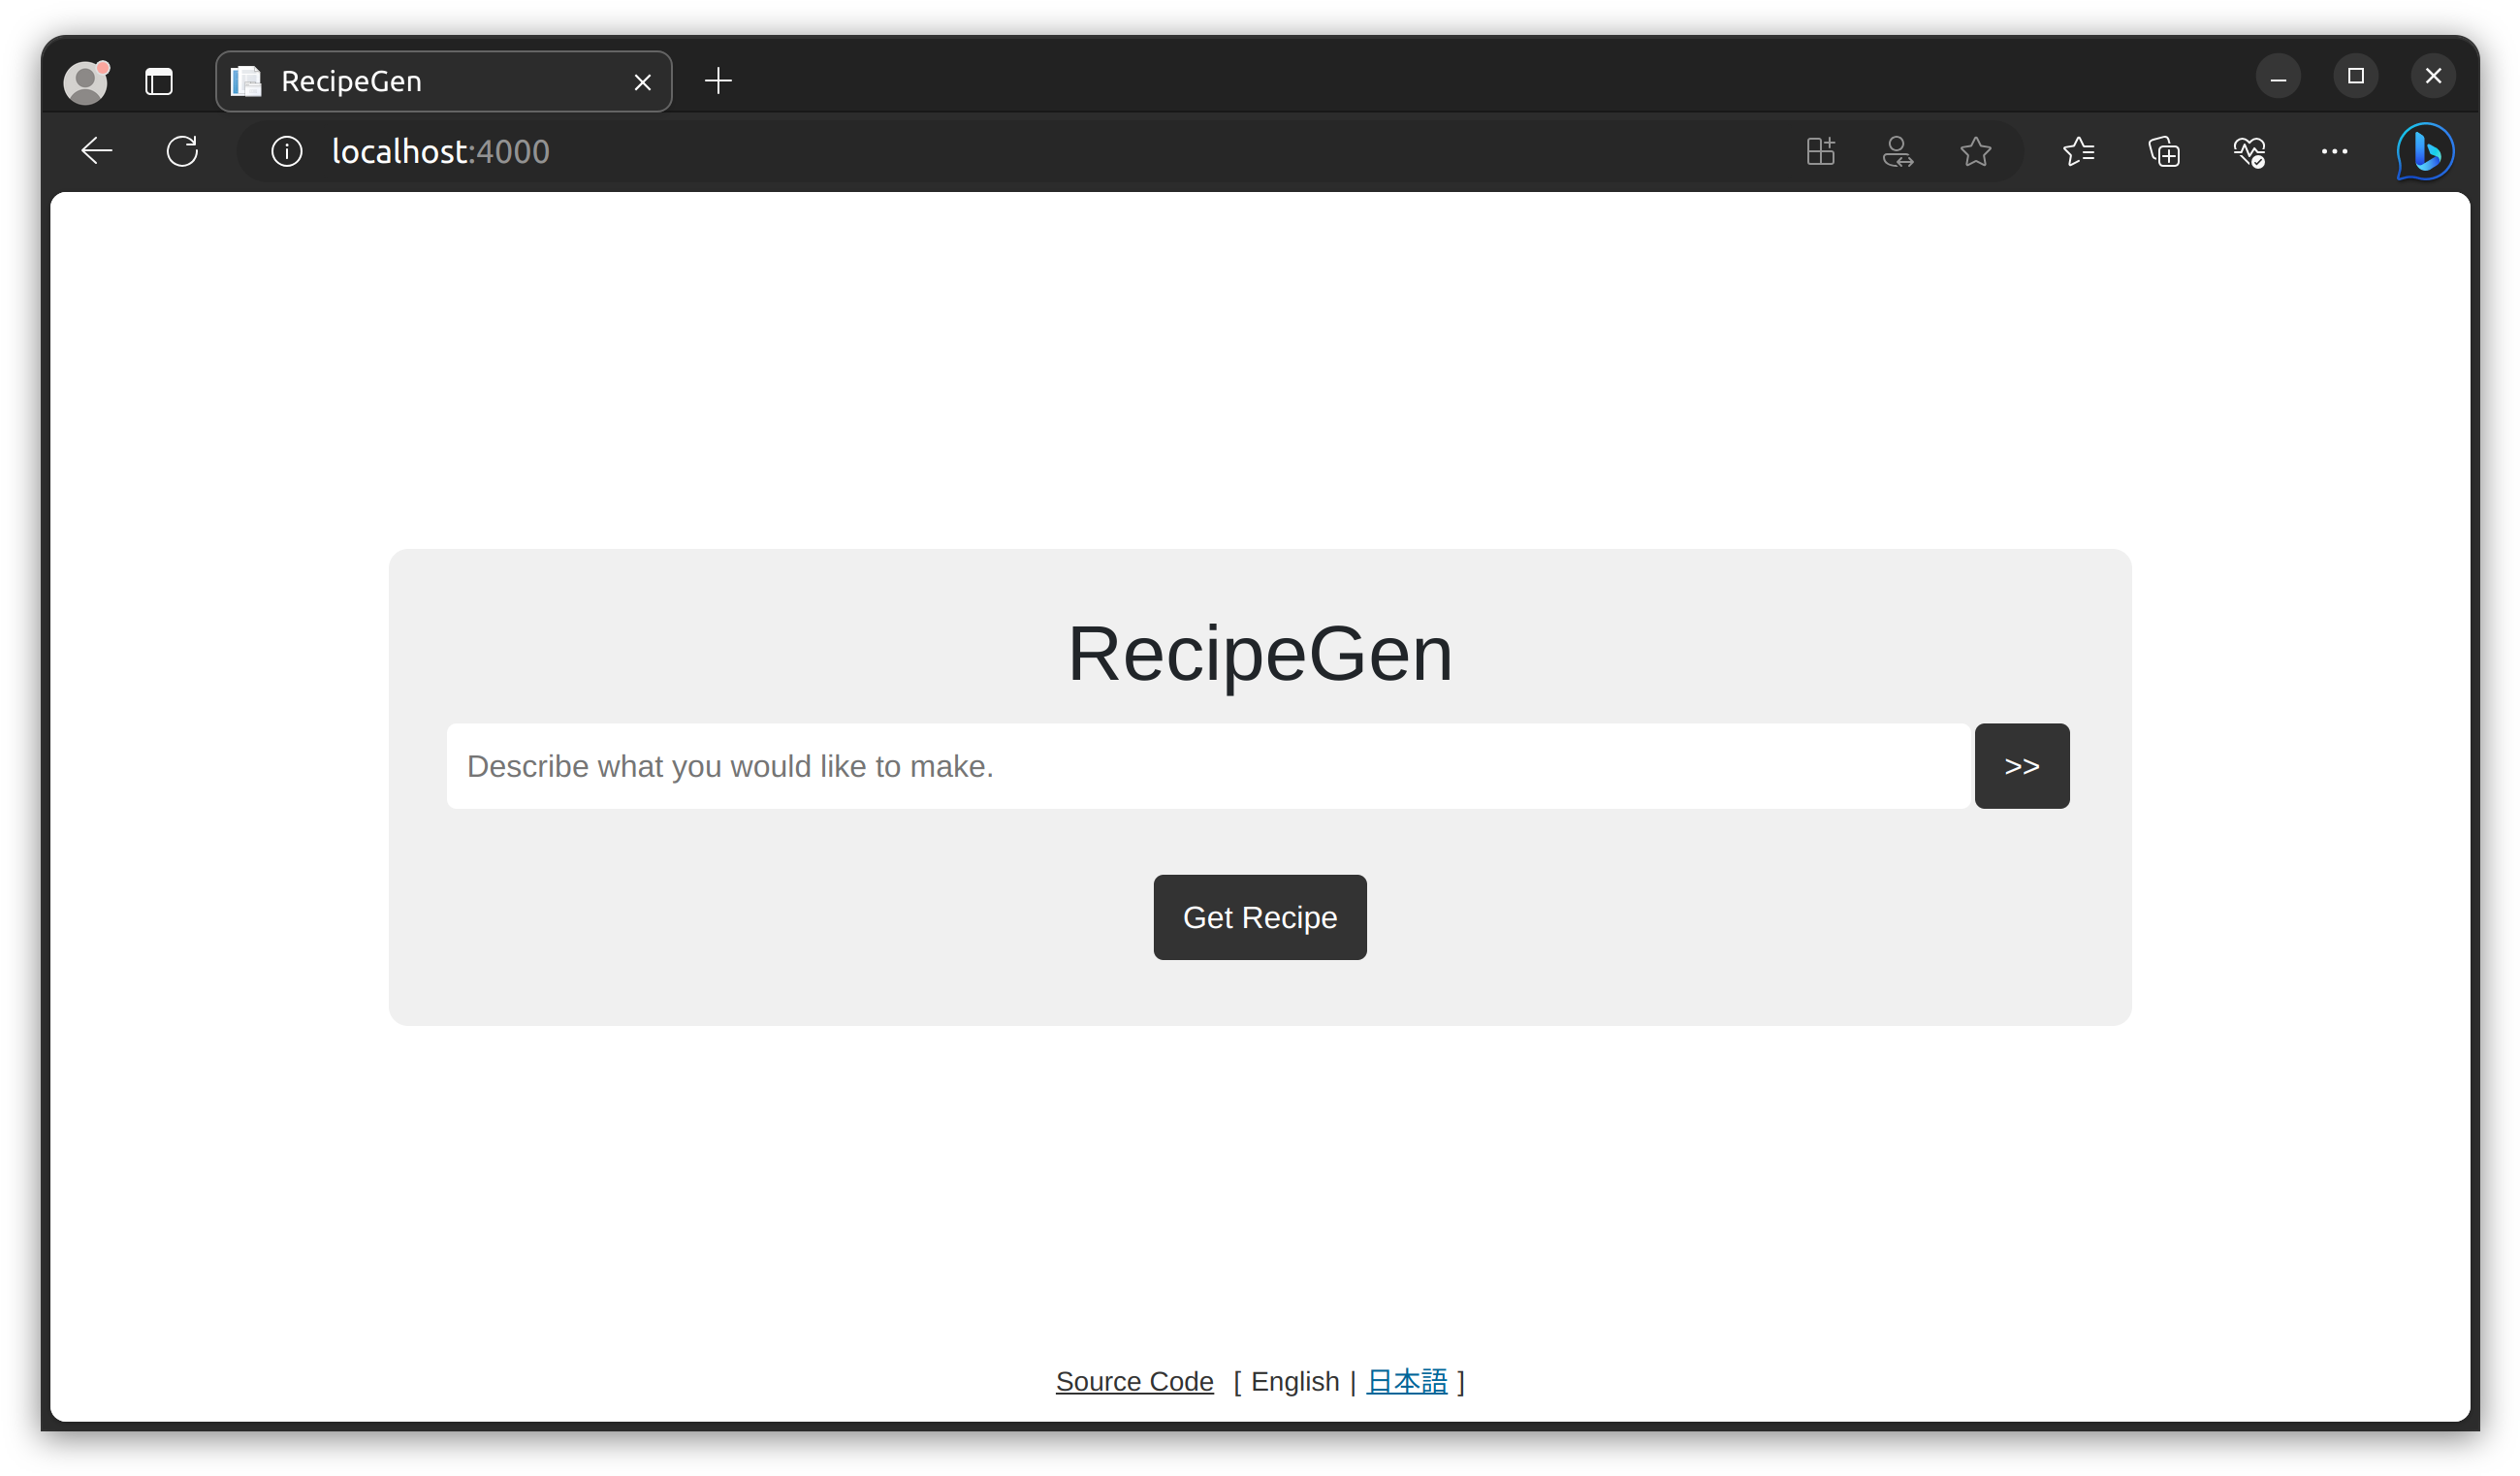 RecipeGen
localhost:4000
RecipeGen
Describe what you would like to make.
>>
Get Recipe
Source Code [ English | 日本語 ]